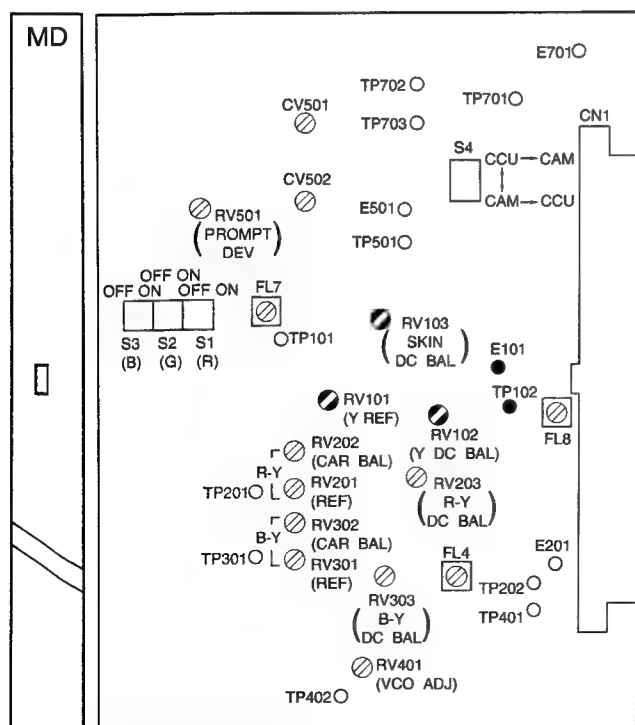 MD
E701
TP702
TP701
CV501
TP703
CN1
S4
CCU → CAM
CAM → CCU
CV502
RV501
(PROMPT
DEV)
E501
TP501
OFF ON
OFF ON OFF ON
FL7
S3 S2 S1
(B) (G) (R)
TP101
RV103
(SKIN
DC BAL)
E101
TP102
FL8
RV101
(Y REF)
RV102
(Y DC BAL)
RV202
(CAR BAL)
R-Y
TP201
RV201
(REF)
RV203
(R-Y
DC BAL)
RV302
(CAR BAL)
B-Y
TP301
RV301
(REF)
FL4
E201
TP202
TP401
RV303
(B-Y
DC BAL)
RV401
(VCO ADJ)
TP402